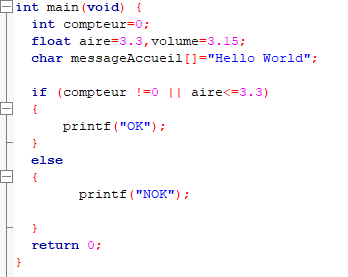 int main(void) {
int compteur=0;
float aire=3.3,volume=3.15;
char messageAccueil[]="Hello World";
if (compteur !=0 || aire<=3.3)
{
printf("OK");
}
else
{
printf("NOK");
}
return 0;
}